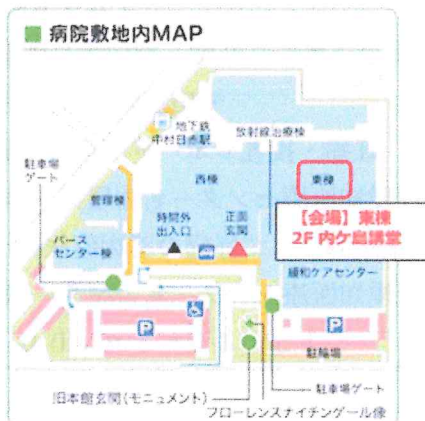 病院敷地内MAP
地下鉄
中村日赤駅
放射線治療棟
駐車場
ゲート
西棟
東棟
管理棟
時間外
出入口
正面
玄関
【会場】東棟
2F 内ケ島講堂
バース
センター棟
緩和ケアセンター
P
P
駐輪場
駐車場ゲート
旧本館玄関(モニュメント)
フローレンスナイチンゲール像